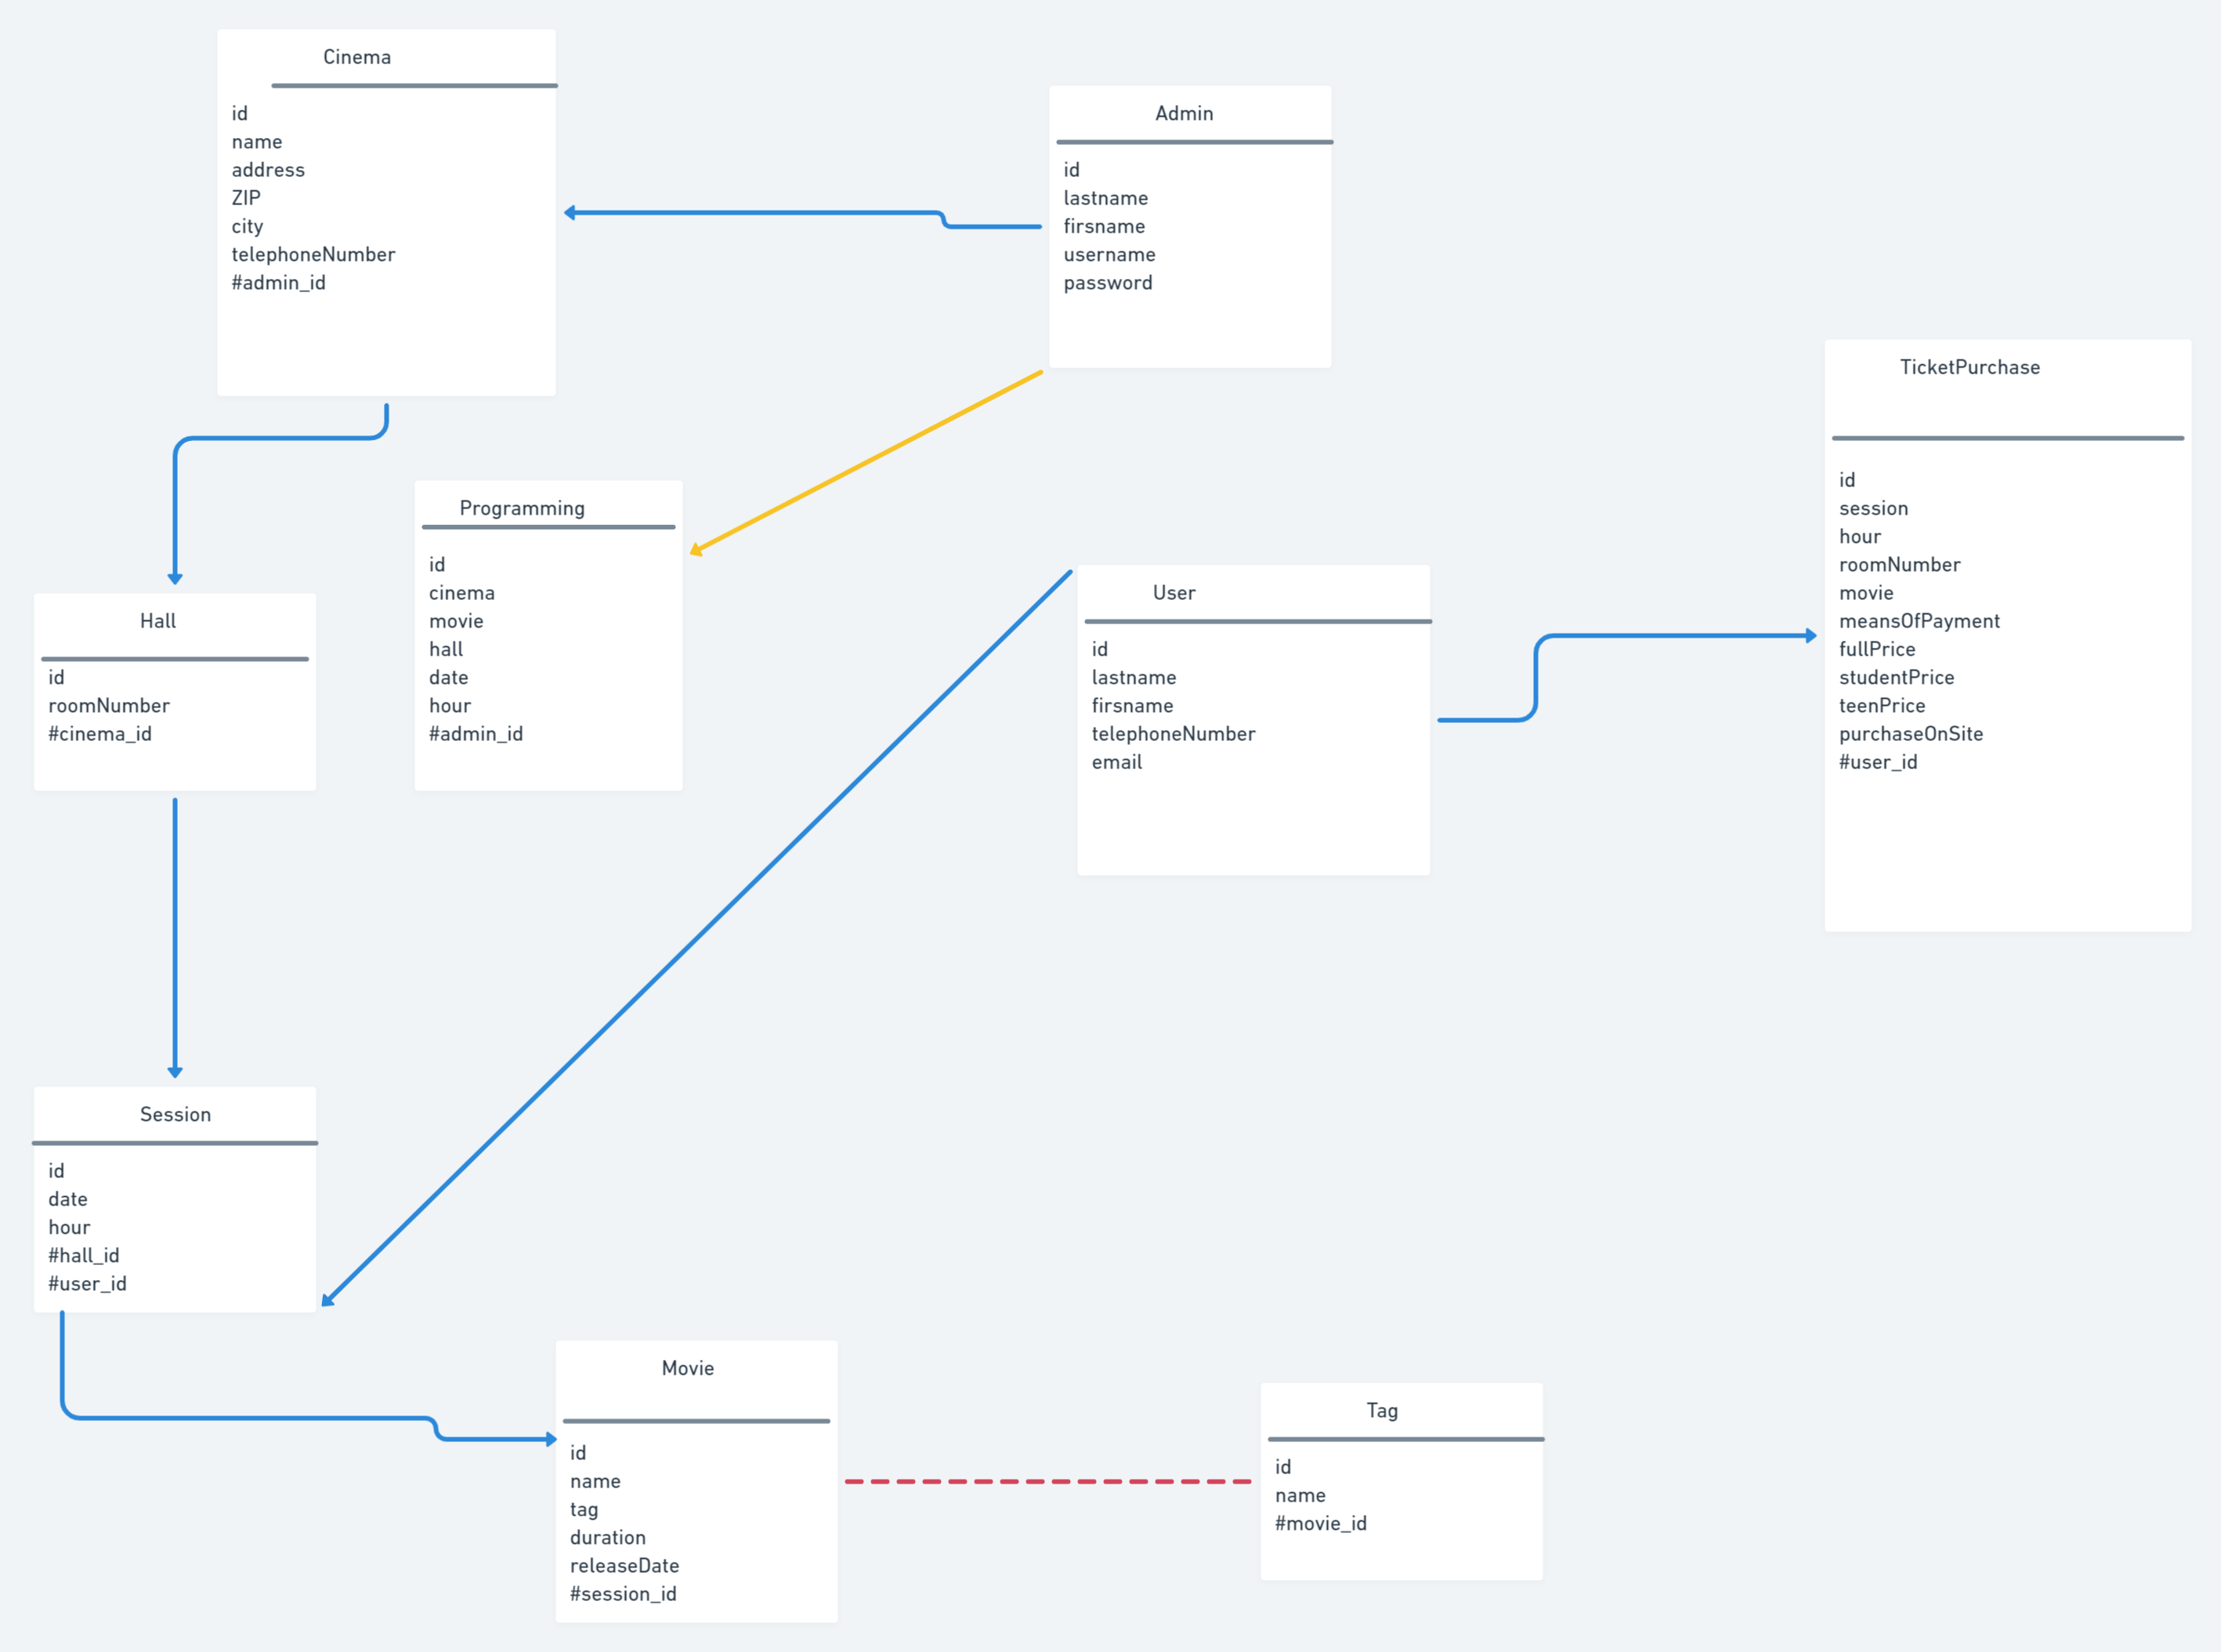 Cinema
id
name
address
ZIP
city
telephoneNumber
#admin_id
Admin
id
lastname
firsname
username
password
TicketPurchase
id
session
hour
roomNumber
movie
meansOfPayment
fullPrice
studentPrice
teenPrice
purchaseOnSite
#user_id
Programming
id
cinema
movie
hall
date
hour
#admin_id
User
id
lastname
firsname
telephoneNumber
email
Hall
id
roomNumber
#cinema_id
Session
id
date
hour
#hall_id
#user_id
Movie
id
name
tag
duration
releaseDate
#session_id
Tag
id
name
#movie_id